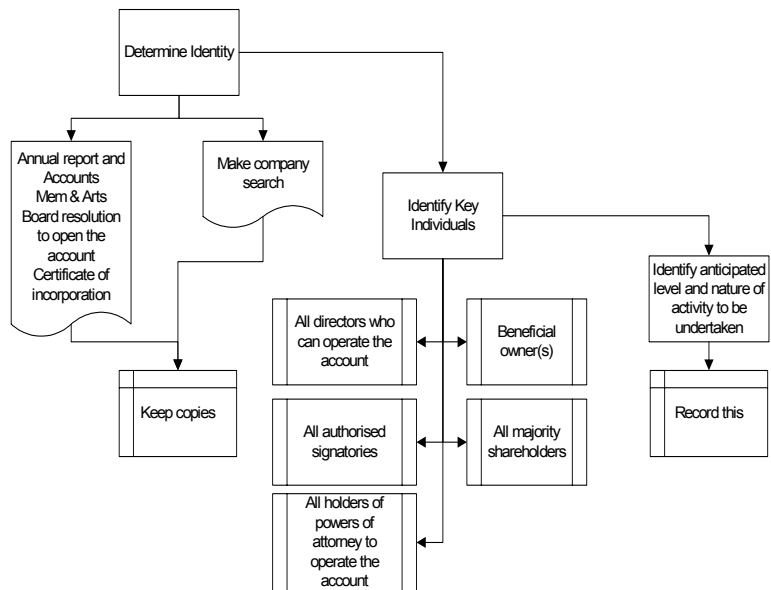 Determine Identity
Annual report and
Accounts
Mem & Arts
Board resolution
to open the
account
Certificate of
incorporation
Make company
search
Identify Key
Individuals
Identify anticipated
level and nature of
activity to be
undertaken
All directors who
can operate the
account
Beneficial
owner(s)
Keep copies
Record this
All authorised
signatories
All majority
shareholders
All holders of
powers of
attorney to
operate the
account